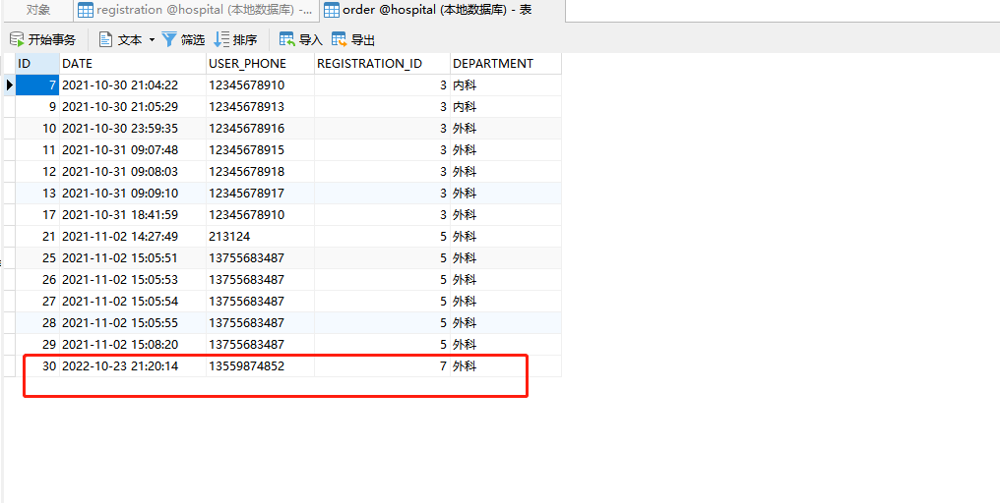 对象 registration @hospital (本地数据库) -... order @hospital (本地数据库) - 表
开始事务 文本 筛选 排序 导入 导出
ID DATE USER_PHONE REGISTRATION_ID DEPARTMENT
7 2021-10-30 21:04:22 12345678910 3 内科
9 2021-10-30 21:05:29 12345678913 3 内科
10 2021-10-30 23:59:35 12345678916 3 外科
11 2021-10-31 09:07:48 12345678915 3 外科
12 2021-10-31 09:08:03 12345678918 3 外科
13 2021-10-31 09:09:10 12345678917 3 外科
17 2021-10-31 18:41:59 12345678910 3 外科
21 2021-11-02 14:27:49 213124 5 外科
25 2021-11-02 15:05:51 13755683487 5 外科
26 2021-11-02 15:05:53 13755683487 5 外科
27 2021-11-02 15:05:54 13755683487 5 外科
28 2021-11-02 15:05:55 13755683487 5 外科
29 2021-11-02 15:08:20 13755683487 5 外科
30 2022-10-23 21:20:14 13559874852 7 外科